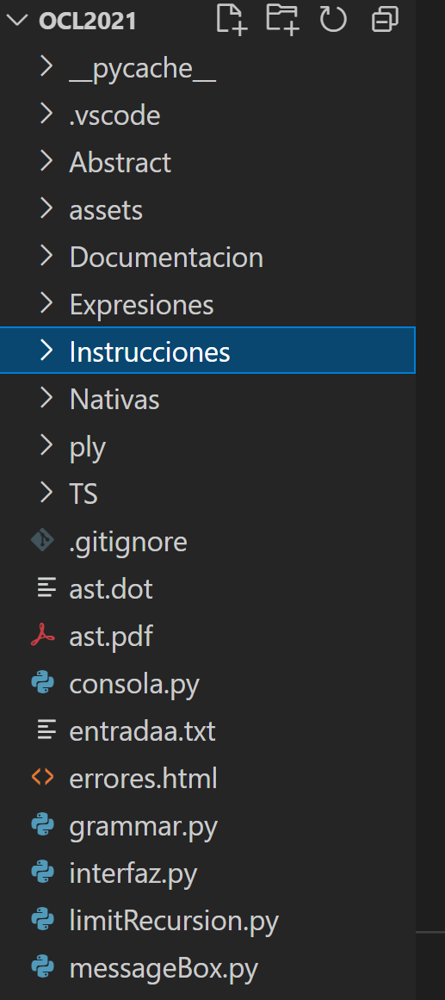 OCL2021
__pycache__
.vscode
Abstract
assets
Documentacion
Expresiones
Instrucciones
Nativas
ply
TS
.gitignore
ast.dot
ast.pdf
consola.py
entradaa.txt
errores.html
grammar.py
interfaz.py
limitRecursion.py
messageBox.py